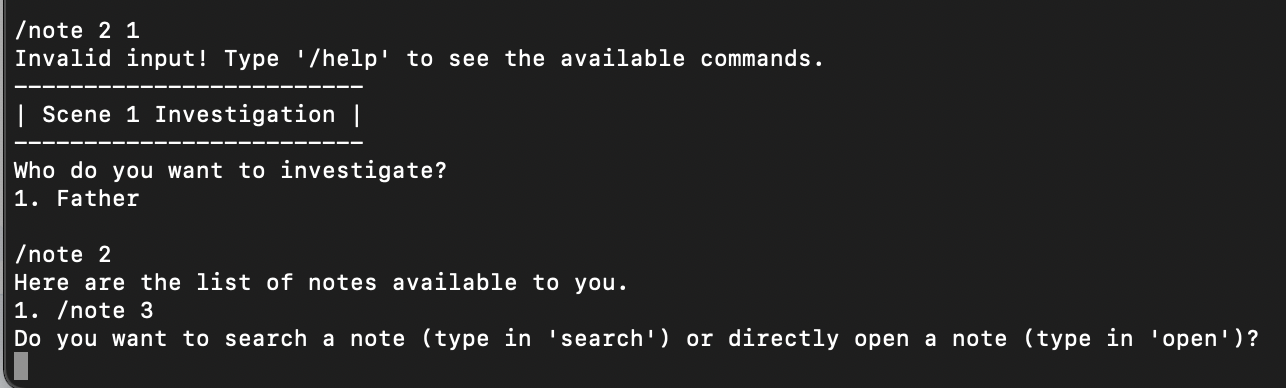 /note 2 1
Invalid input! Type '/help' to see the available commands.
-------------------------
| Scene 1 Investigation |
-------------------------
Who do you want to investigate?
1. Father
/note 2
Here are the list of notes available to you.
1. /note 3
Do you want to search a note (type in 'search') or directly open a note (type in 'open')?